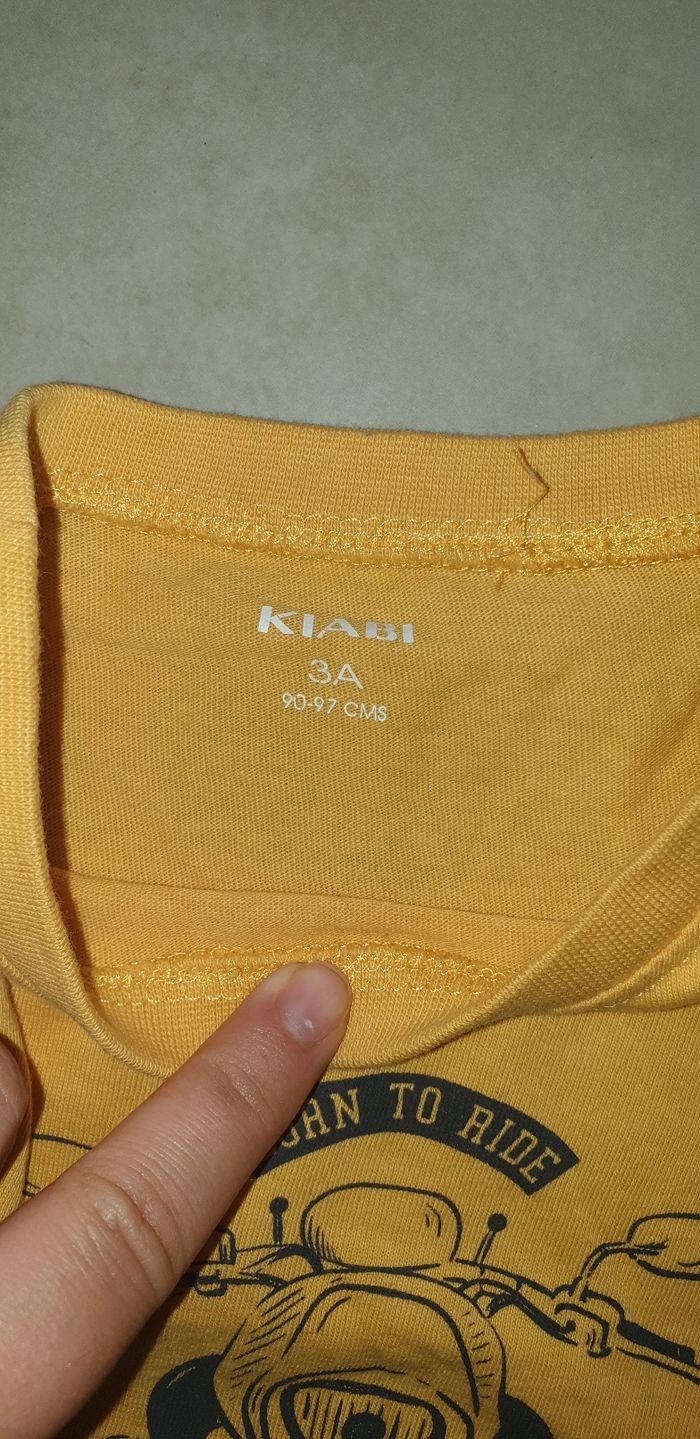 KIABI
3A
90-97 CMS
TO RIDE